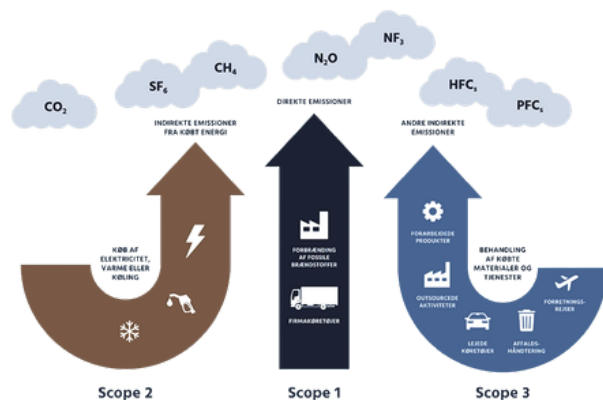 CO₂
SF₆
CH₄
N₂O
NF₃
HFCₛ
PFCₛ
INDIREKTE EMISSIONER
FRA KØBT ENERGI
DIREKTE EMISSIONER
ANDRE INDIREKTE
EMISSIONER
KØB AF
ELEKTRICITET,
VARME ELLER
KØLING
FORBRÆNDING
AF FOSSILE
BRÆNDSTOFFER
FIRMAKØRETØJER
FORARBEJDEDE
PRODUKTER
OUTSOURCEDE
AKTIVITETER
LEJEDE
KØRETØJER
AFFALDS-
HÅNDTERING
FORRETNINGS-
REJSER
BEHANDLING
AF KØBTE
MATERIALER OG
TJENESTER
Scope 2
Scope 1
Scope 3